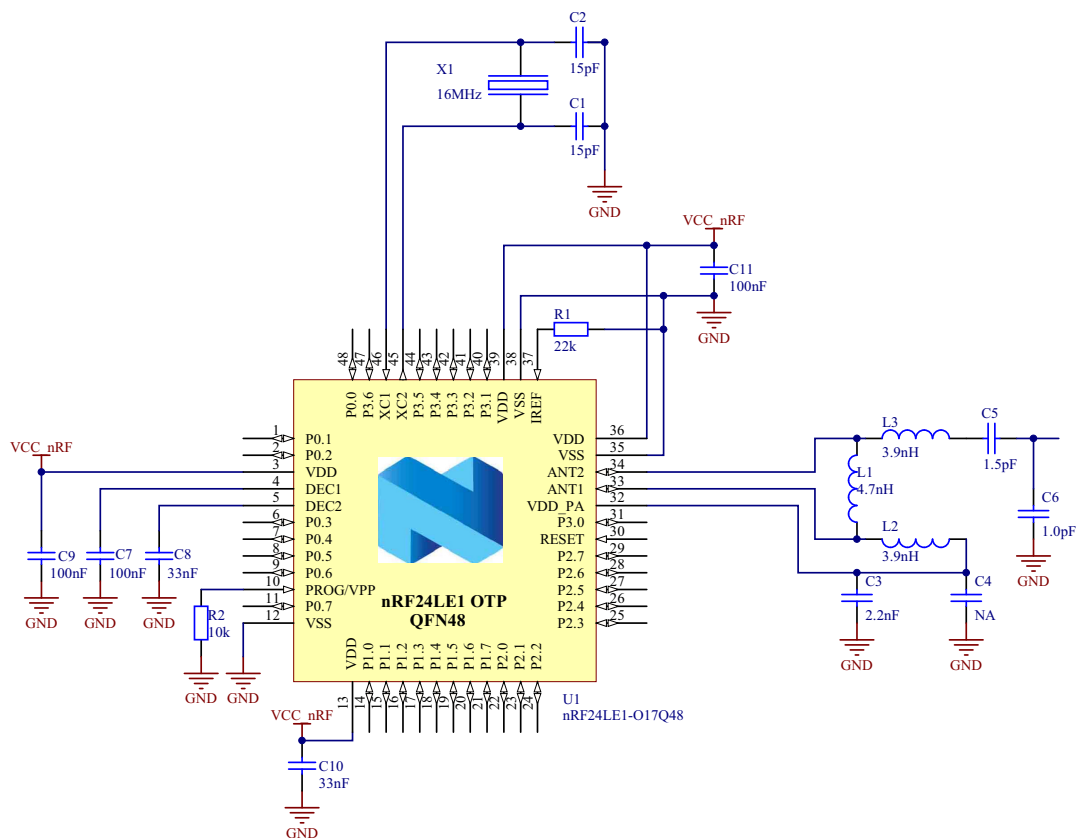 C2
15pF
X1
16MHz
C1
15pF
GND
VCC_nRF
C11
100nF
GND
R1
22k
48
47
46
45
44
43
42
41
40
39
38
37
P0.0
P3.6
XC1
XC2
P3.5
P3.4
P3.3
P3.2
P3.1
VDD
VSS
IREF
VCC_nRF
1 P0.1
2 P0.2
3 VDD
4 DEC1
5 DEC2
6 P0.3
7 P0.4
8 P0.5
9 P0.6
10 PROG/VPP
11 P0.7
12 VSS
VDD 36
VSS 35
ANT2 34
ANT1 33
VDD_PA 32
P3.0 31
RESET 30
P2.7 29
P2.6 28
P2.5 27
P2.4 26
P2.3 25
nRF24LE1 OTP
QFN48
C9
100nF
GND
C7
100nF
GND
C8
33nF
GND
R2
10k
GND
GND
L3
3.9nH
C5
1.5pF
L1
4.7nH
L2
3.9nH
C6
1.0pF
GND
C3
2.2nF
GND
C4
NA
GND
VDD
P1.0
P1.1
P1.2
P1.3
P1.4
P1.5
P1.6
P1.7
P2.0
P2.1
P2.2
13
14
15
16
17
18
19
20
21
22
23
24
U1
nRF24LE1-O17Q48
VCC_nRF
C10
33nF
GND